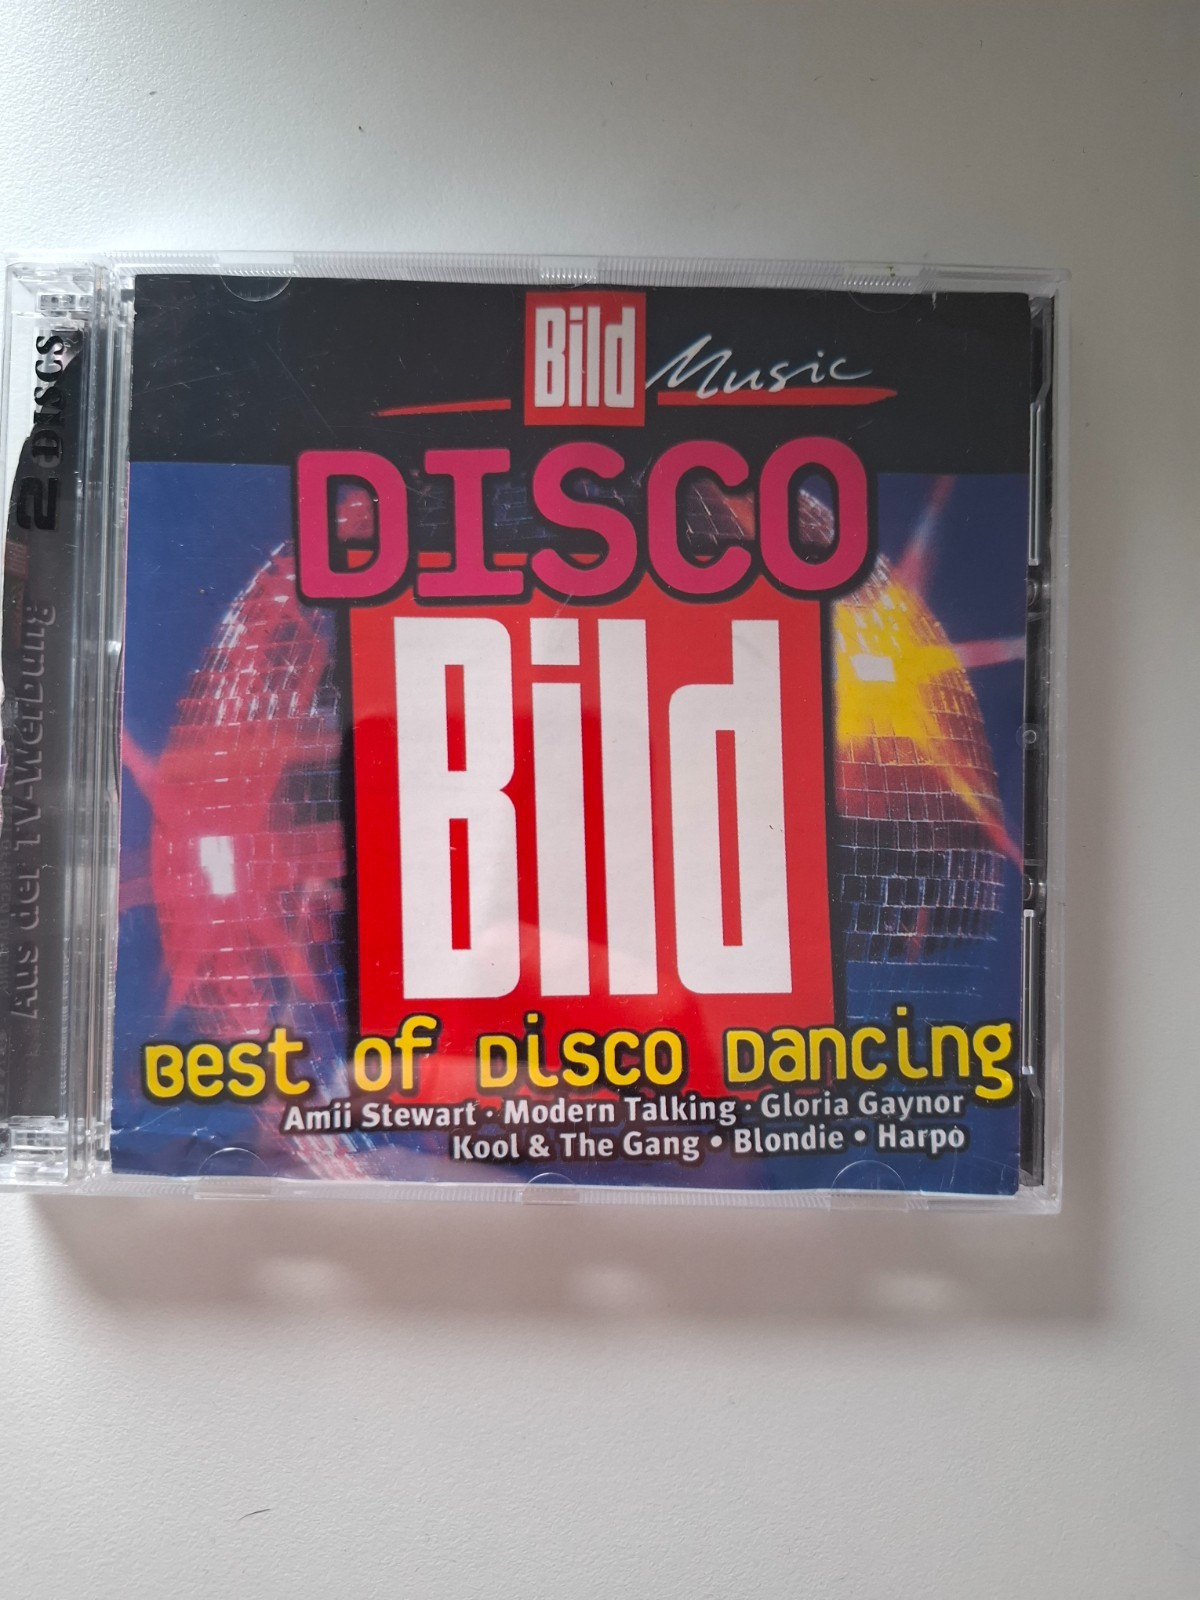 Bild Music
DISCO
Bild
Best of Disco Dancing
Amii Stewart · Modern Talking · Gloria Gaynor
Kool & The Gang • Blondie • Harpo
2 DISCS
Aus der TV-Werbung